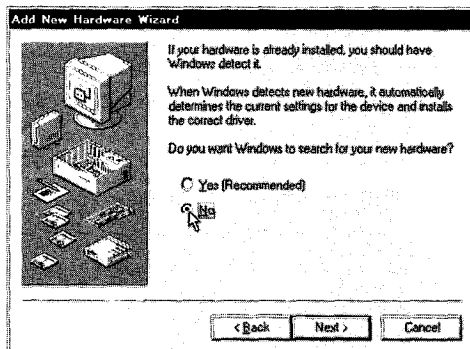 Add New Hardware Wizard
If your hardware is already installed, you should have
Windows detect it.
When Windows detects new hardware, it automatically
determines the current settings for the device and installs
the correct driver.
Do you want Windows to search for your new hardware?
Yes (Recommended)
No
< Back Next > Cancel